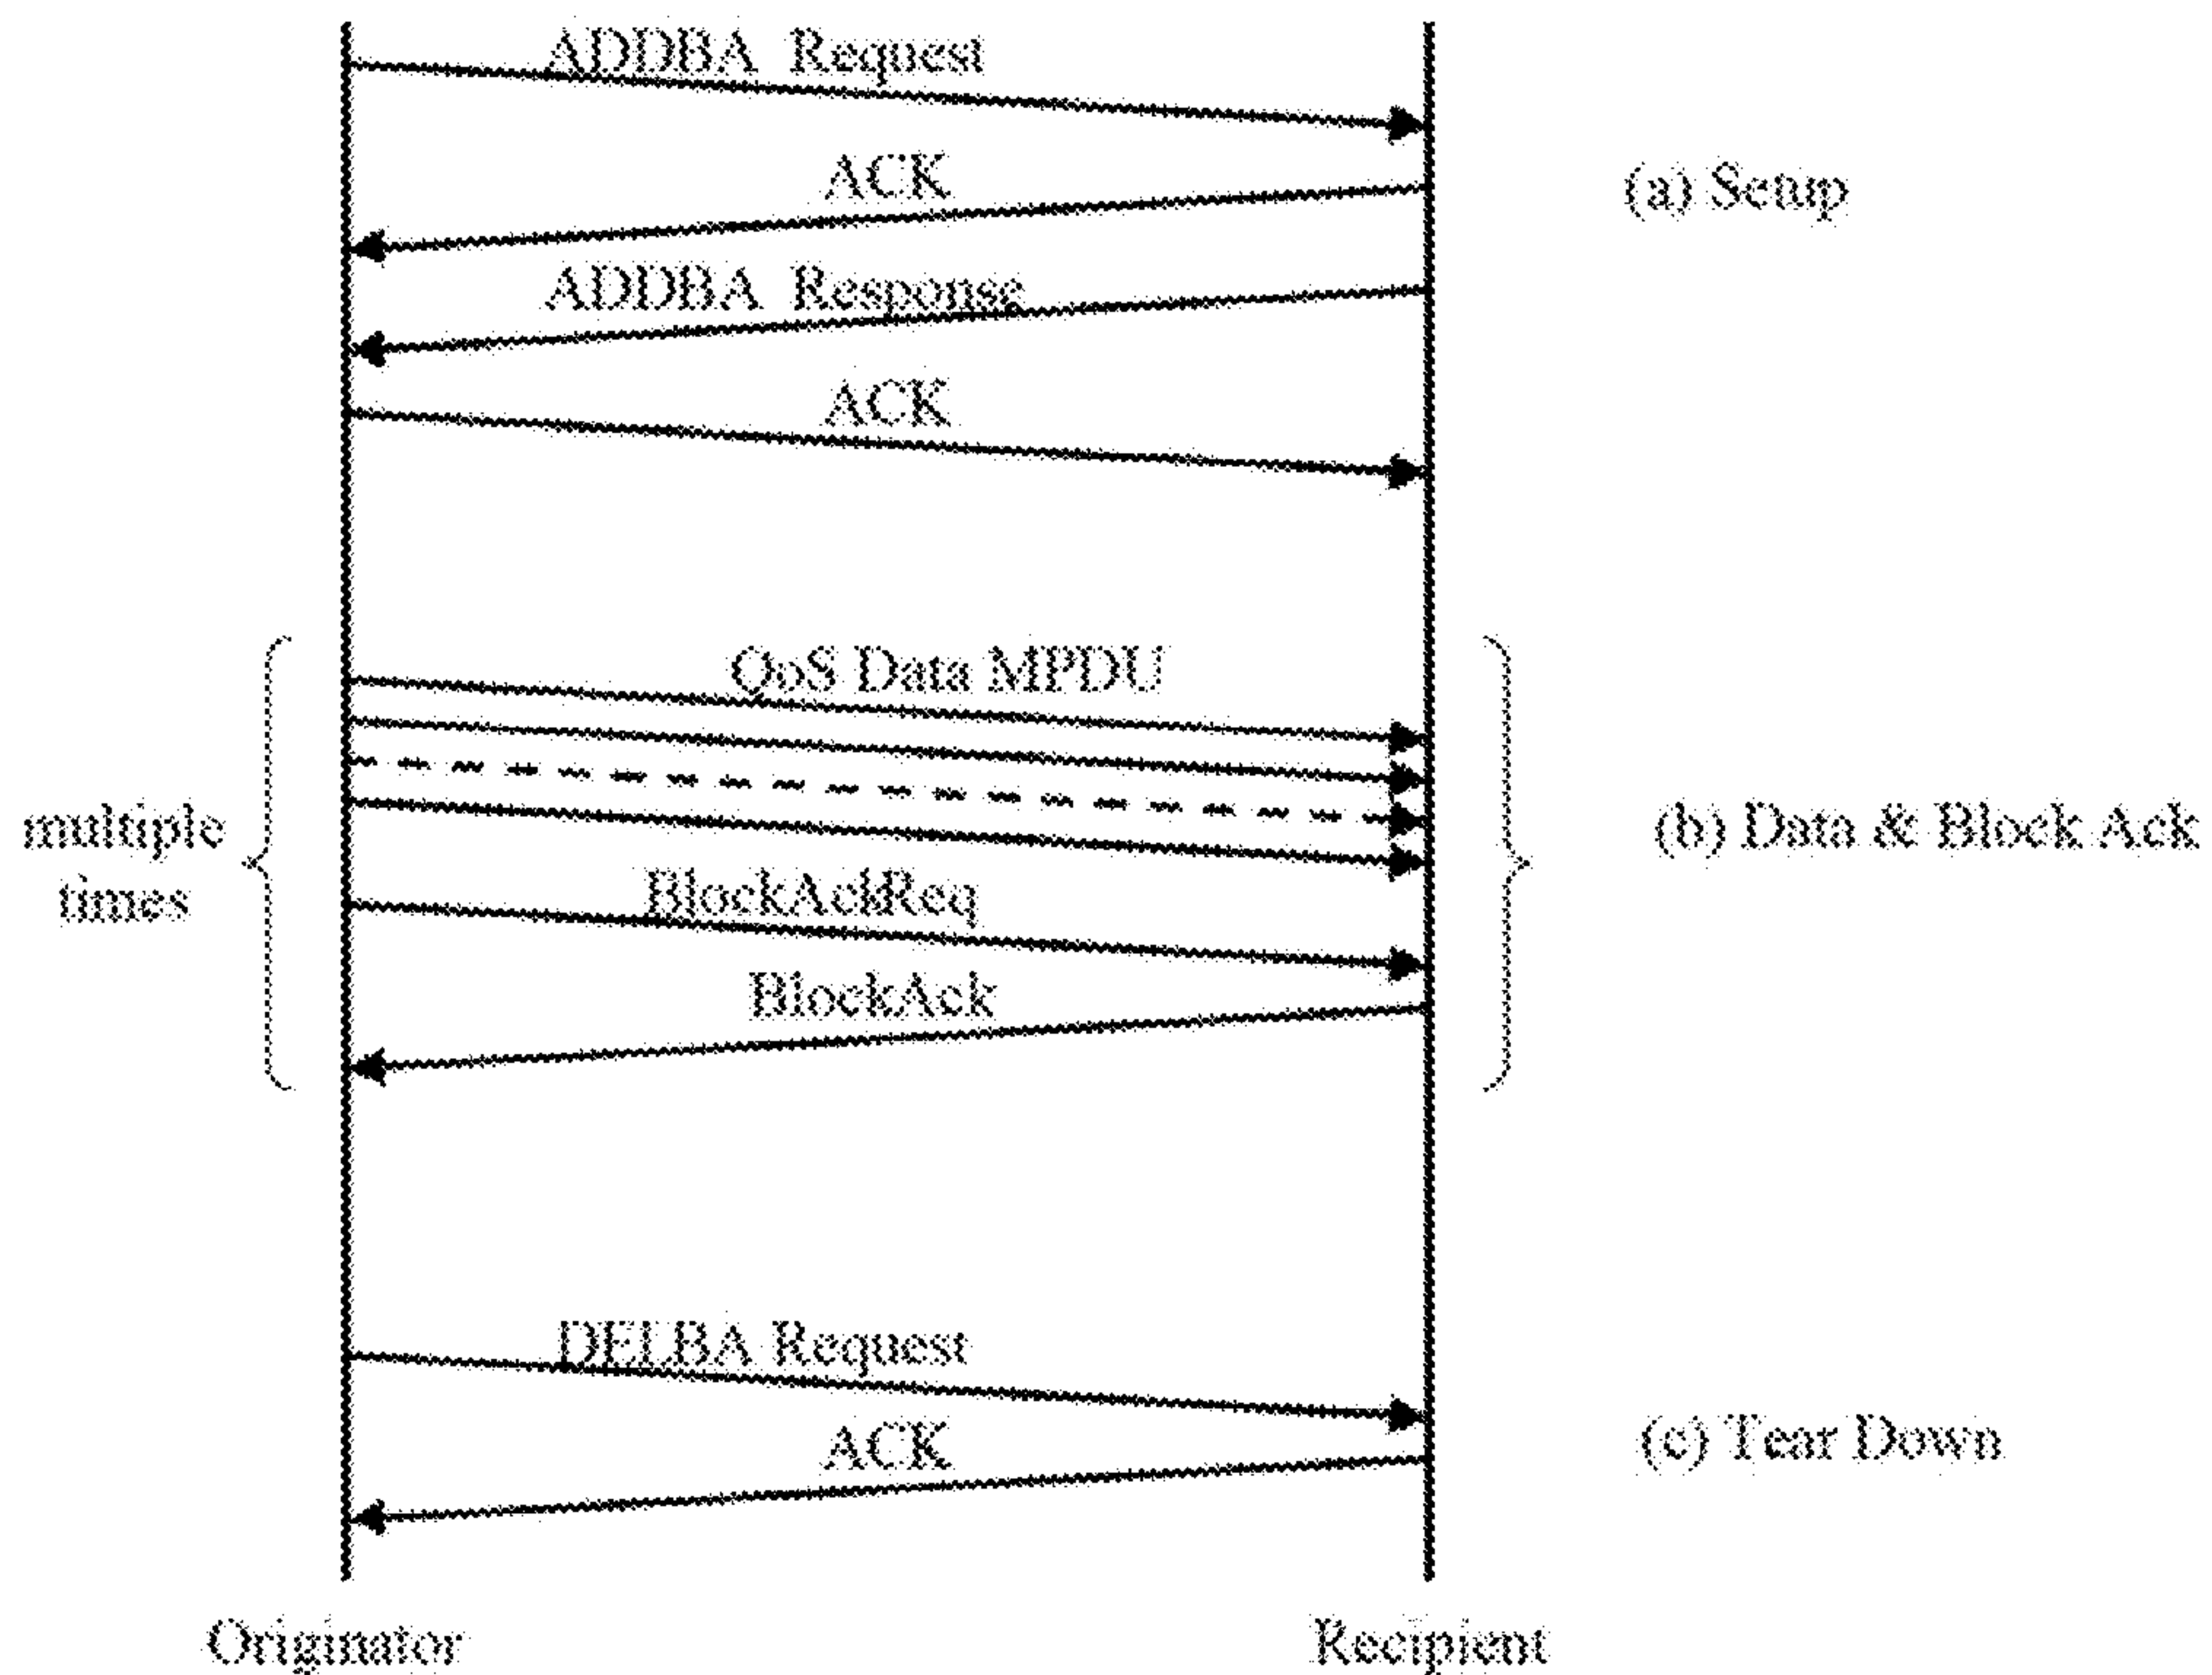 ADDBA Request
ACK
(a) Setup
ADDBA Response
ACK
QoS Data MPDU
multiple
times
(b) Data & Block Ack
BlockAckReq
BlockAck
DELBA Request
ACK
(c) Tear Down
Originator
Recipient